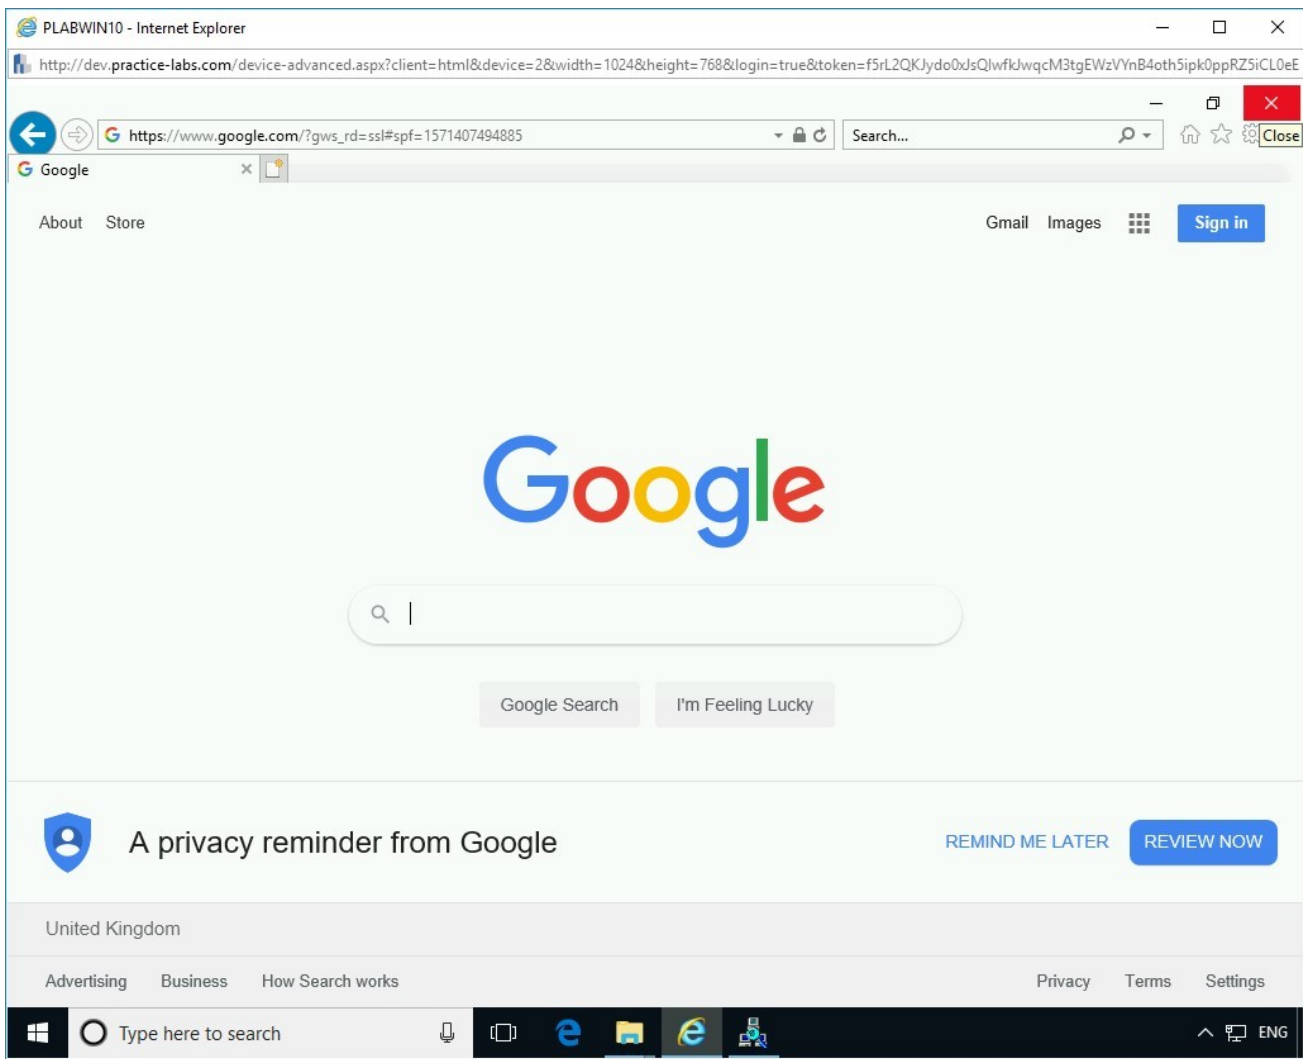 PLABWIN10 - Internet Explorer
http://dev.practice-labs.com/device-advanced.aspx?client=html&device=2&width=1024&height=768&login=true&token=f5rL2QKJydo0xJsQlwfkJwqcM3tgEWzVYnB4oth5ipk0ppRZ5iCL0eE
https://www.google.com/?gws_rd=ssl#spf=1571407494885 Search... Close
Google
About Store Gmail Images Sign in
Google
Google Search I'm Feeling Lucky
A privacy reminder from Google REMIND ME LATER REVIEW NOW
United Kingdom
Advertising Business How Search works Privacy Terms Settings
Type here to search ENG